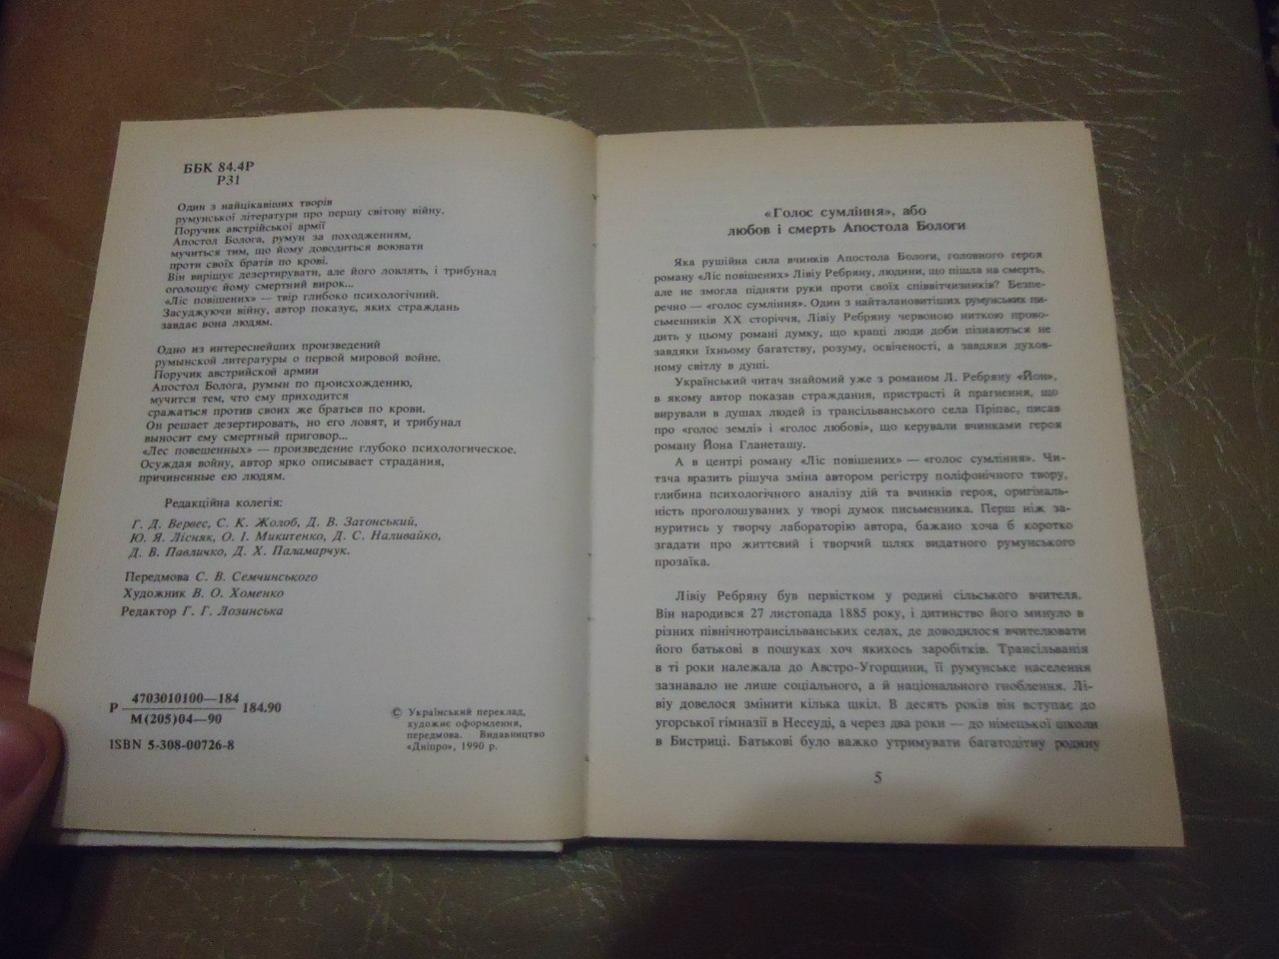 ББК 84.4Р
Р31
Один з найцікавіших творів
румунської літератури про першу світову війну.
Поручик австрійської армії
Апостол Болога, румун за походженням,
мучиться тим, що йому доводиться воювати
проти своїх братів по крові.
Він вирішує дезертирувати, але його ловлять, і трибунал
оголошує йому смертний вирок...
«Ліс повішених» — твір глибоко психологічний.
Засуджуючи війну, автор показує, яких страждань
завдає вона людям.
Одно из интереснейших произведений
румынской литературы о первой мировой войне.
Поручик австрийской армии
Апостол Болога, румын по происхождению,
мучится тем, что ему приходится
сражаться против своих же братьев по крови.
Он решает дезертировать, но его ловят, и трибунал
выносит ему смертный приговор...
«Лес повешенных» — произведение глубоко психологическое.
Осуждая войну, автор ярко описывает страдания,
причиненные ею людям.
Редакційна колегія:
Г. Д. Вервес, С. К. Жолоб, Д. В. Затонський,
Ю. Я. Лісняк, О. І. Микитенко, Д. С. Наливайко,
Д. В. Павличко, Д. Х. Паламарчук.
Передмова С. В. Семчинського
Художник В. О. Хоменко
Редактор Г. Г. Лозинська
Р 4703010100—184
М(205)04—90 184.90
ISBN 5-308-00726-8
© Український переклад,
художнє оформлення,
передмова. Видавництво
«Дніпро», 1990 р.
«Голос сумління», або
любов і смерть Апостола Бологи
Яка рушійна сила вчинків Апостола Бологи, головного героя
роману «Ліс повішених» Лівіу Ребряну, людини, що пішла на смерть,
але не змогла підняти руки проти своїх співвітчизників? Безпе-
речно — «голос сумління». Один з найталановитіших румунських пи-
сьменників XX сторіччя, Лівіу Ребряну червоною ниткою прово-
дить у цьому романі думку, що кращі люди доби пізнаються не
завдяки їхньому багатству, розуму, освіченості, а завдяки духов-
ному світлу в душі.
Український читач знайомий уже з романом Л. Ребряну «Йон»,
в якому автор показав страждання, пристрасті й прагнення, що
вирували в душах людей із трансільванського села Пріпас, писав
про «голос землі» і «голос любові», що керували вчинками героя
роману Йона Гланеташу.
А в центрі роману «Ліс повішених» — «голос сумління». Чи-
тача вразить рішуча зміна автором регістру поліфонічного твору,
глибина психологічного аналізу дій та вчинків героя, оригіналь-
ність проголошуваних у творі думок письменника. Перш ніж за-
нуритись у творчу лабораторію автора, бажано хоча б коротко
згадати про життєвий і творчий шлях видатного румунського
прозаїка.
Лівіу Ребряну був первістком у родині сільського вчителя.
Він народився 27 листопада 1885 року, і дитинство його минуло в
різних північнотрансільванських селах, де доводилося вчителювати
його батькові в пошуках хоч якихось заробітків. Трансільванія
в ті роки належала до Австро-Угорщини, її румунське населення
зазнавало не лише соціального, а й національного гноблення. Лі-
віу довелося змінити кілька шкіл. В десять років він вступає до
угорської гімназії в Несеуді, а через два роки — до німецької школи
в Бистриці. Батькові було важко утримувати багатодітну родину
5